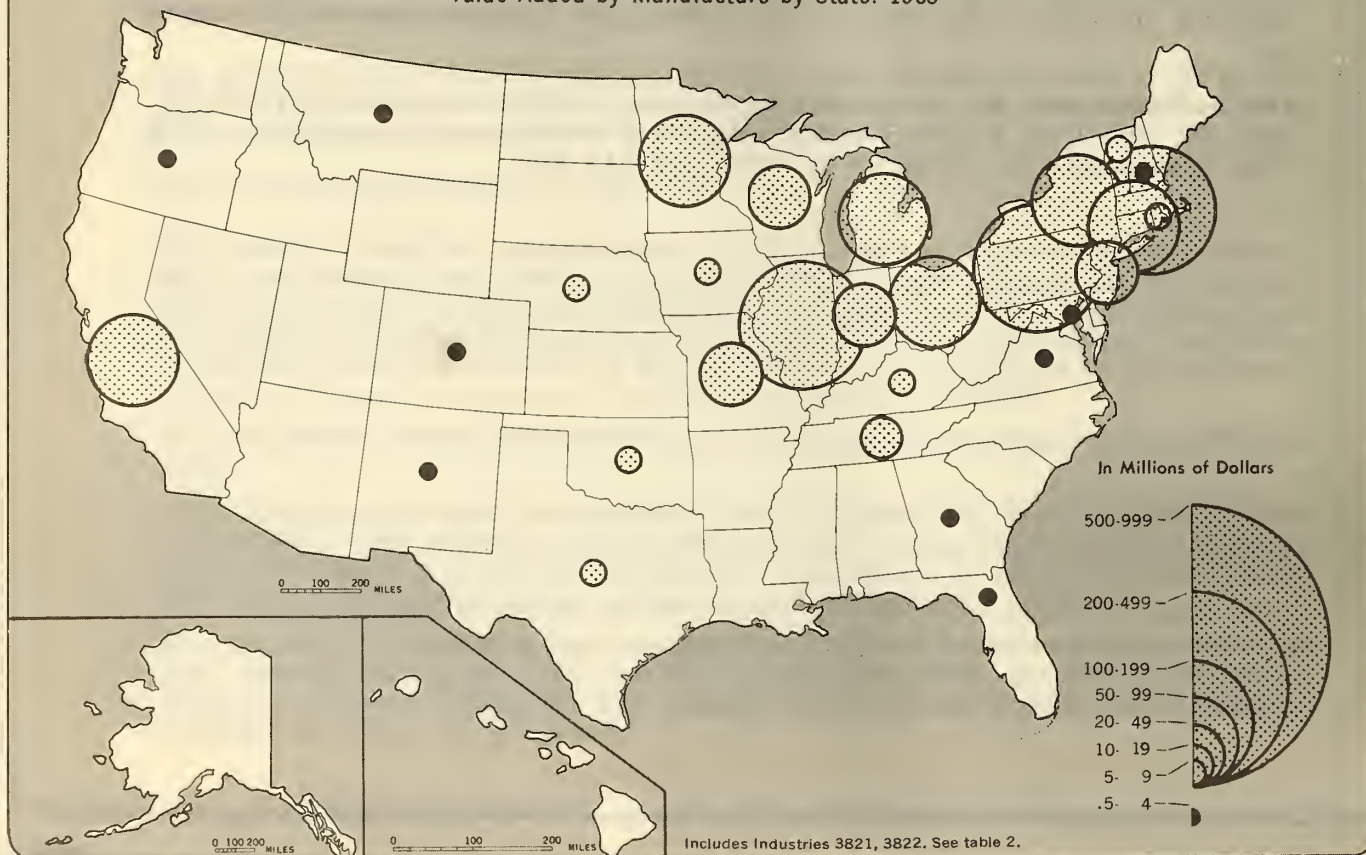 In Millions of Dollars
500-999
200-499
100-199
50- 99
20- 49
10- 19
5- 9
.5- 4
0 100 200 MILES
0 100 200 MILES
0 100 200 MILES
Includes Industries 3821, 3822. See table 2.